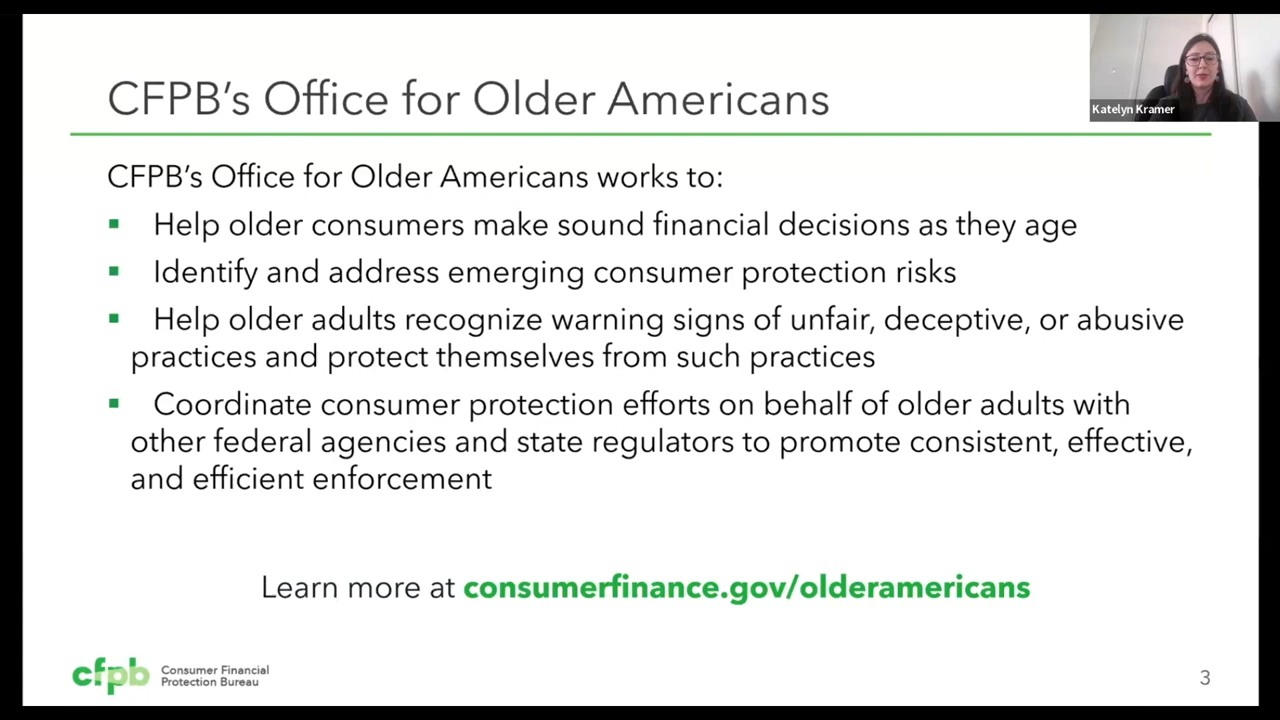 CFPB's Office for Older Americans
Katelyn Kramer
CFPB's Office for Older Americans works to:
▪ Help older consumers make sound financial decisions as they age
▪ Identify and address emerging consumer protection risks
▪ Help older adults recognize warning signs of unfair, deceptive, or abusive
practices and protect themselves from such practices
▪ Coordinate consumer protection efforts on behalf of older adults with
other federal agencies and state regulators to promote consistent, effective,
and efficient enforcement
Learn more at consumerfinance.gov/olderamericans
cfpb
Consumer Financial
Protection Bureau
3